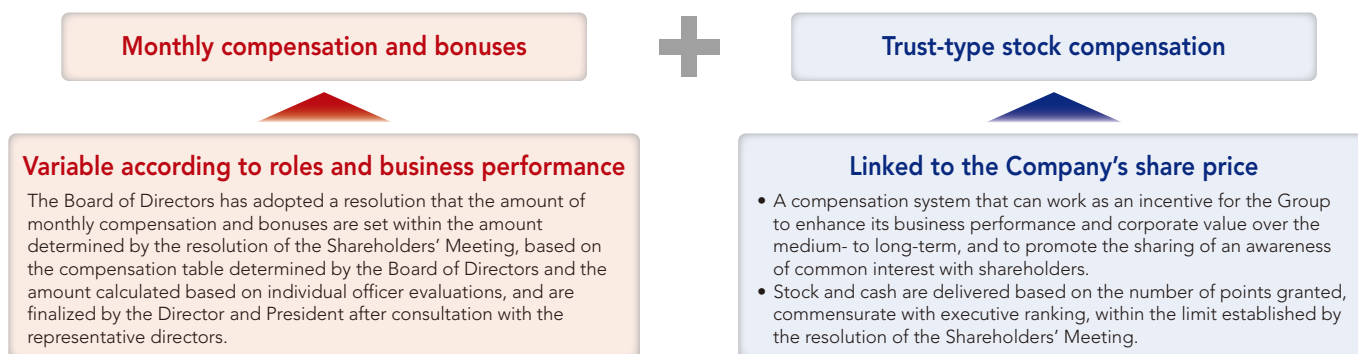 Monthly compensation and bonuses
Trust-type stock compensation
Variable according to roles and business performance
The Board of Directors has adopted a resolution that the amount of
monthly compensation and bonuses are set within the amount
determined by the resolution of the Shareholders’ Meeting, based on
the compensation table determined by the Board of Directors and the
amount calculated based on individual officer evaluations, and are
finalized by the Director and President after consultation with the
representative directors.
Linked to the Company’s share price
• A compensation system that can work as an incentive for the Group
to enhance its business performance and corporate value over the
medium- to long-term, and to promote the sharing of an awareness
of common interest with shareholders.
• Stock and cash are delivered based on the number of points granted,
commensurate with executive ranking, within the limit established by
the resolution of the Shareholders’ Meeting.